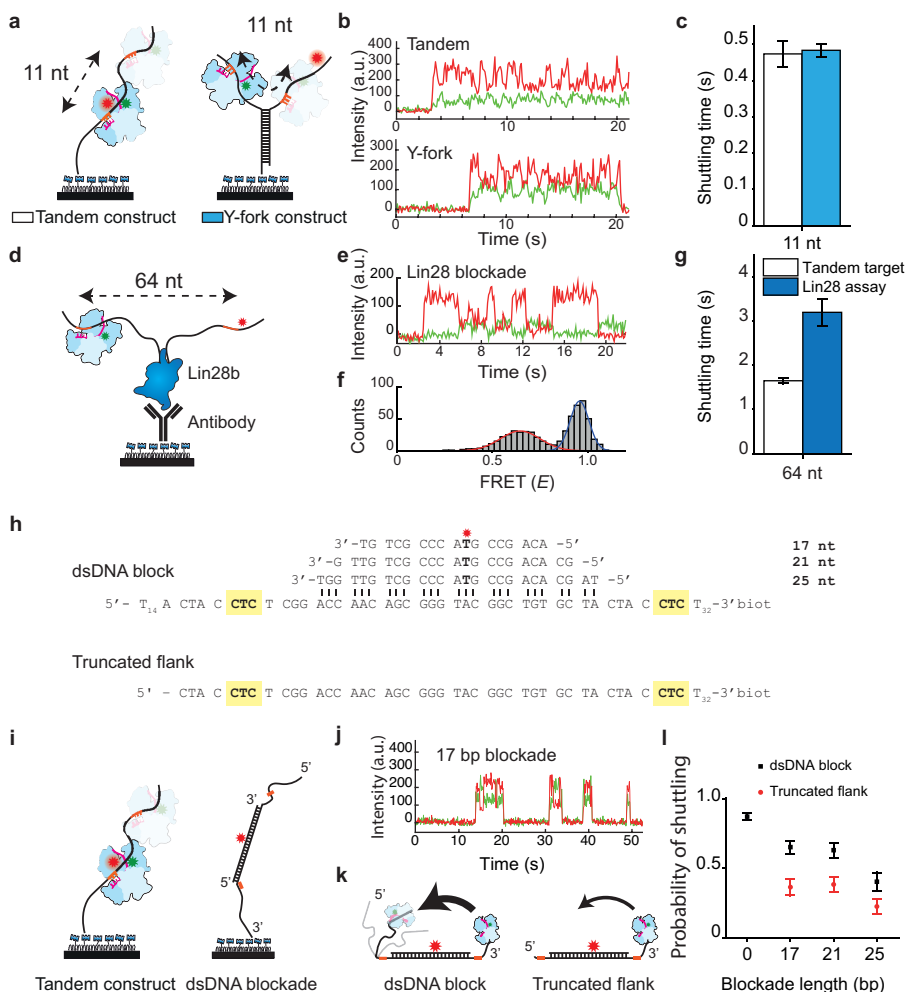 a
11 nt
11 nt
Tandem construct
Y-fork construct
b
Intensity (a.u.)
400
300
200
100
0
Tandem
0
10
20
300
200
100
0
Y-fork
0
10
20
Time (s)
c
Shuttling time (s)
0.5
0.4
0.3
0.2
0.1
0
11 nt
d
64 nt
Lin28b
Antibody
e
Intensity (a.u.)
200
100
0
Lin28 blockade
0
4
8
12
16
20
Time (s)
f
Counts
100
50
0
0
0.5
1.0
FRET (E)
g
Shuttling time (s)
4
3
2
1
0
Tandem target
Lin28 assay
64 nt
h
3'-TG TCG CCC ATG CCG ACA -5' 17 nt
3'-G TTG TCG CCC ATG CCG ACA CG -5' 21 nt
3'-TGG TTG TCG CCC ATG CCG ACA CG AT -5' 25 nt
dsDNA block
5'- T14 A CTA C CTC T CGG ACC AAC AGC GGG TAC GGC TGT GC TA CTAC C CTC T32-3'biot
Truncated flank
5' - CTA C CTC T CGG ACC AAC AGC GGG TAC GGC TGT GC TA CTAC C CTC T32-3'biot
i
5'
3'
5'
3'
Tandem construct
dsDNA blockade
j
Intensity (a.u.)
400
300
200
100
0
17 bp blockade
0
10
20
30
40
50
Time (s)
k
5'
3'
5'
3'
dsDNA block
Truncated flank
l
dsDNA block
Truncated flank
Probability of shuttling
1.0
0.5
0
0
17
21
25
Blockade length (bp)